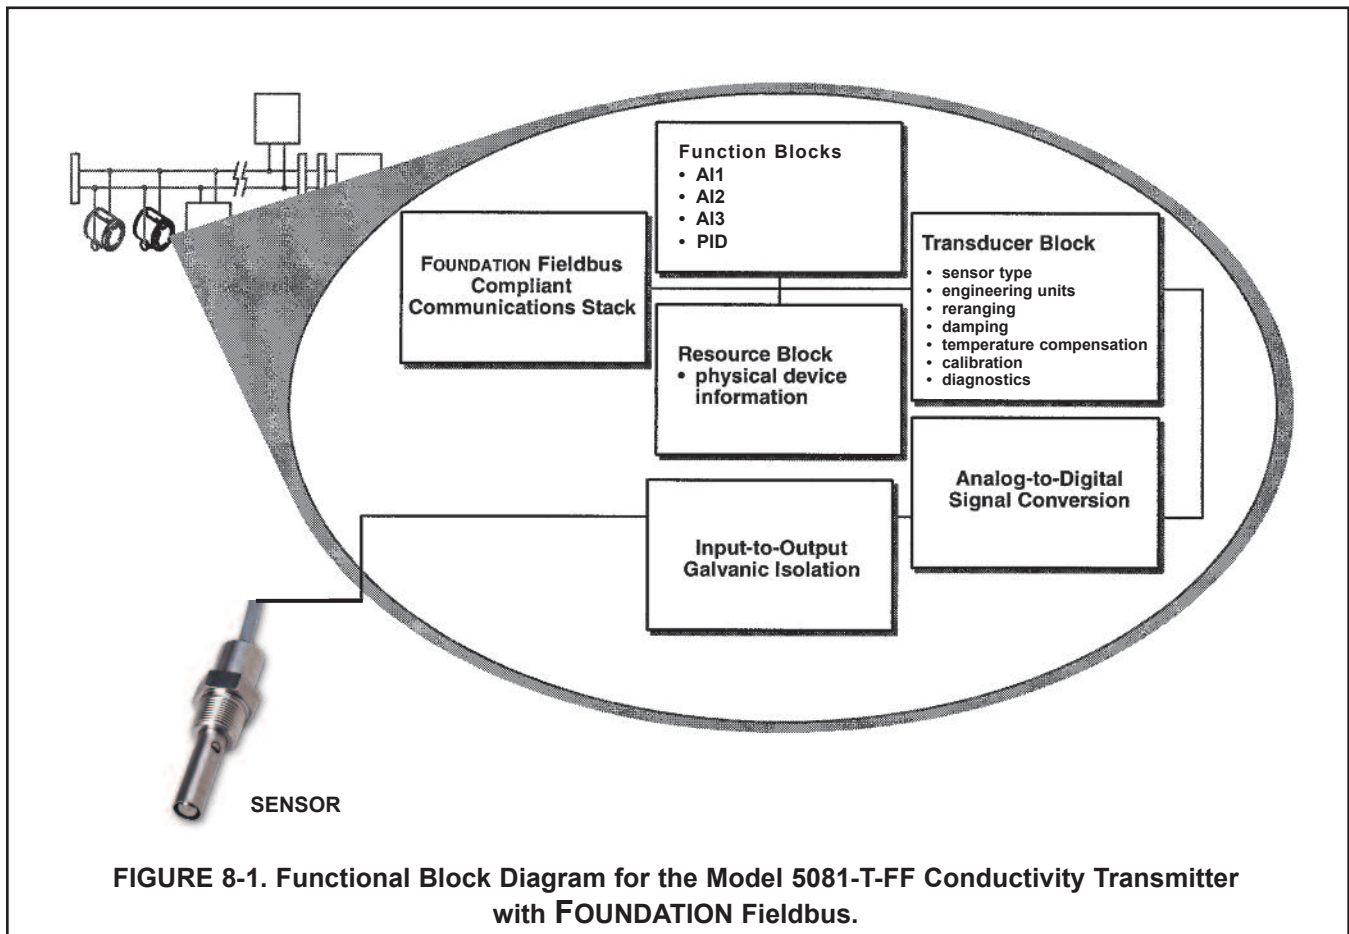 Function Blocks
• AI1
• AI2
• AI3
• PID
FOUNDATION Fieldbus
Compliant
Communications Stack
Transducer Block
• sensor type
• engineering units
• reranging
• damping
• temperature compensation
• calibration
• diagnostics
Resource Block
• physical device
information
Analog-to-Digital
Signal Conversion
Input-to-Output
Galvanic Isolation
SENSOR
FIGURE 8-1. Functional Block Diagram for the Model 5081-T-FF Conductivity Transmitter
with FOUNDATION Fieldbus.